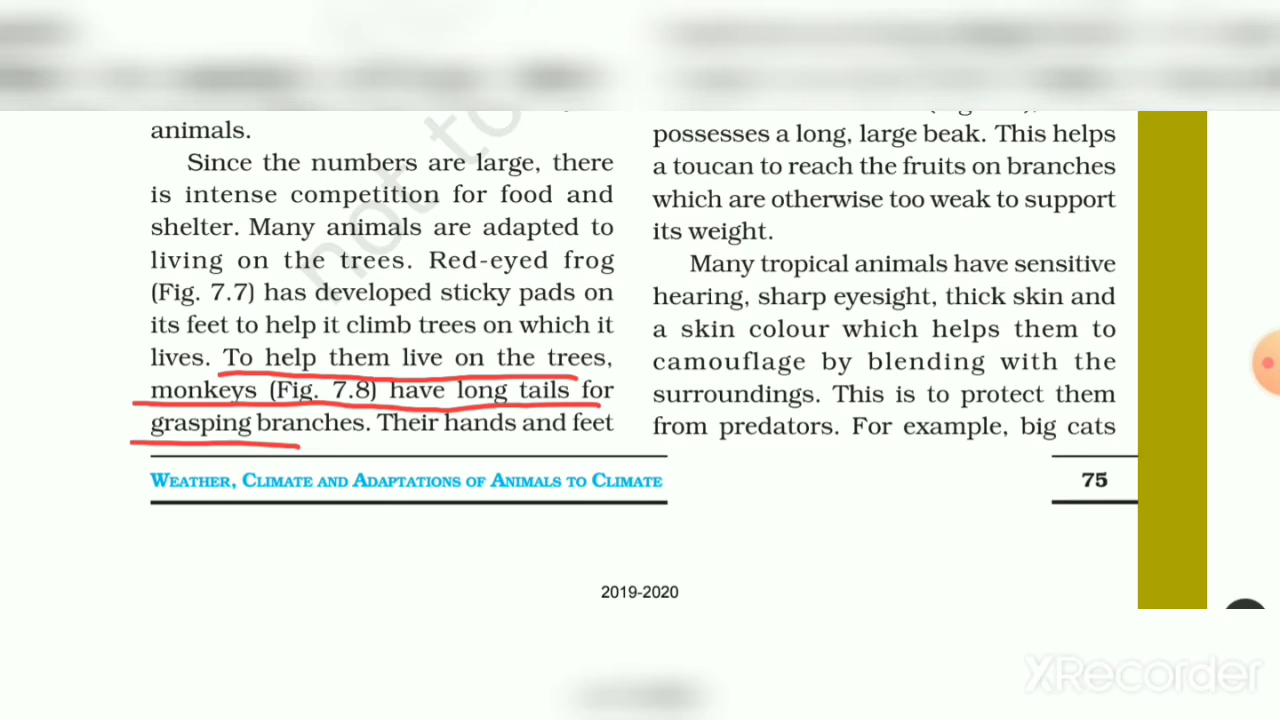 animals.
Since the numbers are large, there
is intense competition for food and
shelter. Many animals are adapted to
living on the trees. Red-eyed frog
(Fig. 7.7) has developed sticky pads on
its feet to help it climb trees on which it
lives. To help them live on the trees,
monkeys (Fig. 7.8) have long tails for
grasping branches. Their hands and feet
possesses a long, large beak. This helps
a toucan to reach the fruits on branches
which are otherwise too weak to support
its weight.
Many tropical animals have sensitive
hearing, sharp eyesight, thick skin and
a skin colour which helps them to
camouflage by blending with the
surroundings. This is to protect them
from predators. For example, big cats
WEATHER, CLIMATE AND ADAPTATIONS OF ANIMALS TO CLIMATE
75
2019-2020
not to
XRecorder